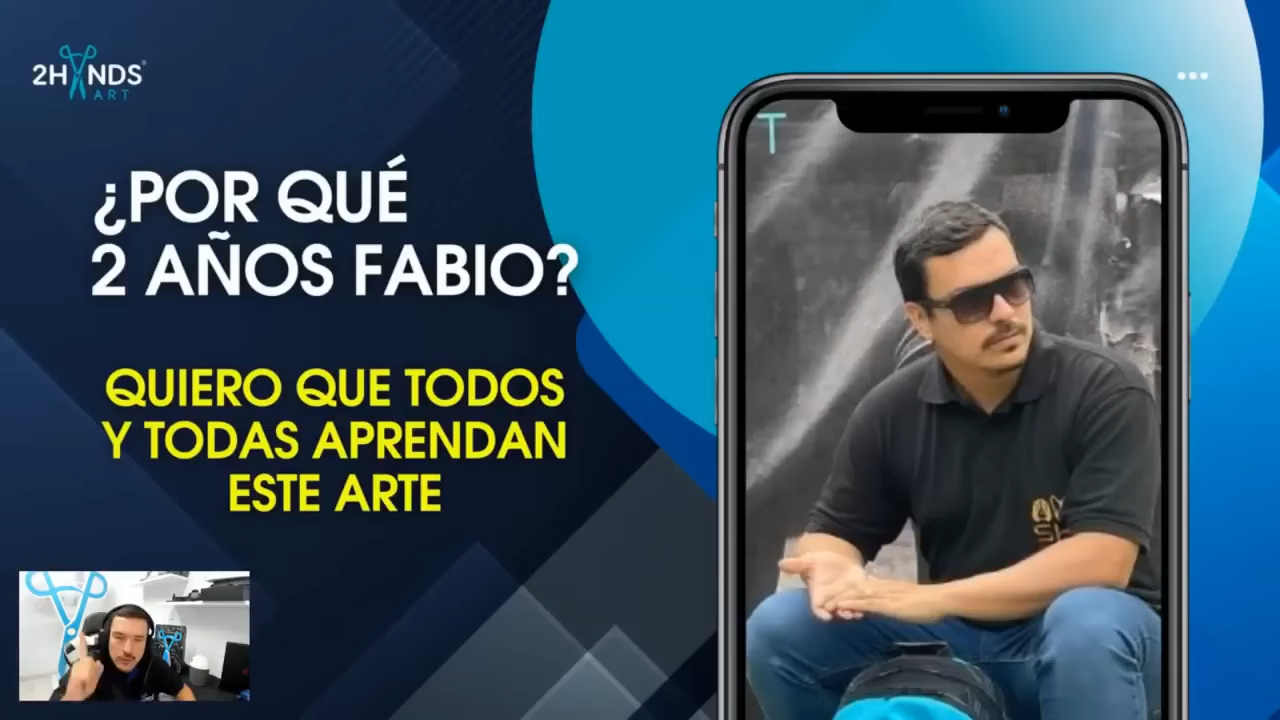 2HANDS®
ART
¿POR QUÉ
2 AÑOS FABIO?
QUIERO QUE TODOS
Y TODAS APRENDAN
ESTE ARTE
T